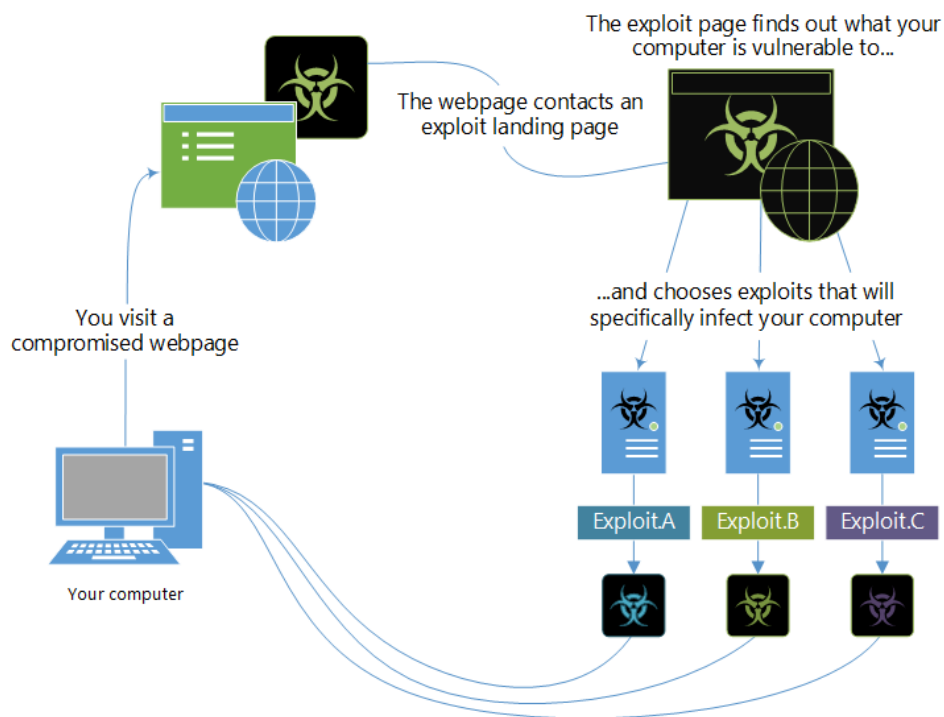 The exploit page finds out what your
computer is vulnerable to...
The webpage contacts an
exploit landing page
...and chooses exploits that will
specifically infect your computer
You visit a
compromised webpage
Exploit.A
Exploit.B
Exploit.C
Your computer